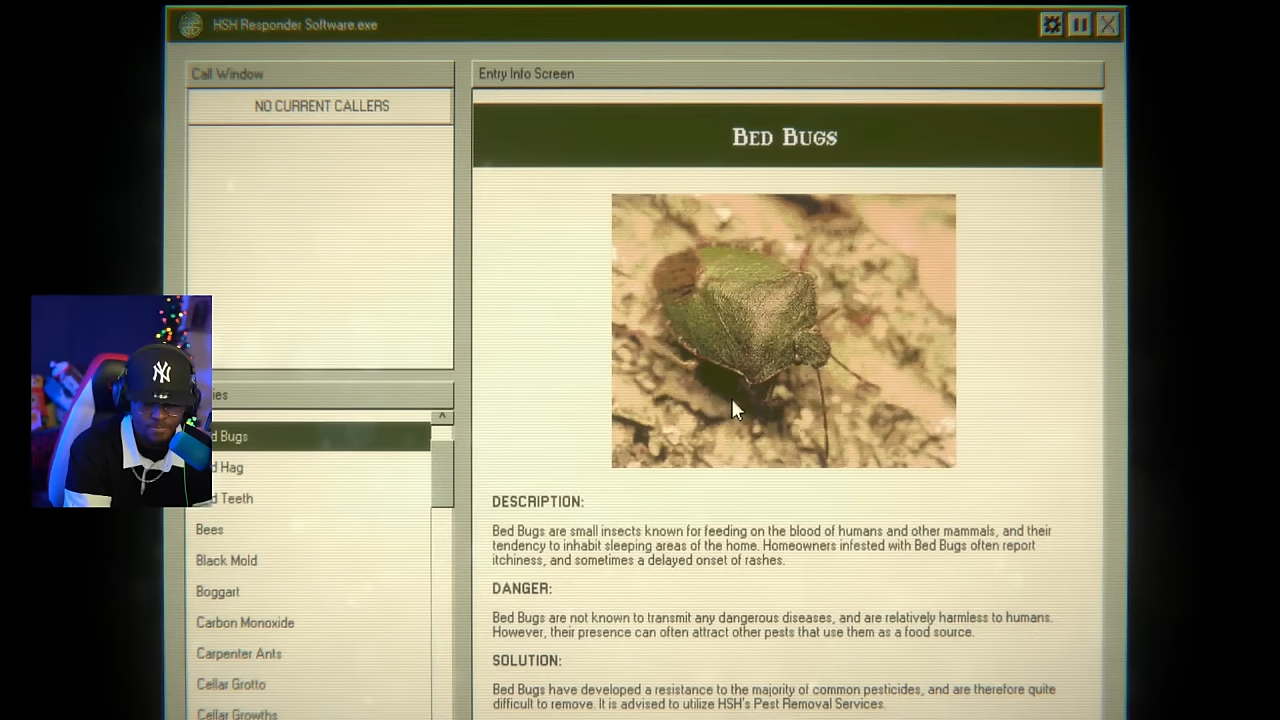 HSH Responder Software.exe
Call Window
NO CURRENT CALLERS
Entry Info Screen
BED BUGS
NY
ies
d Bugs
d Hag
d Teeth
Bees
Black Mold
Boggart
Carbon Monoxide
Carpenter Ants
Cellar Grotto
Cellar Growths
DESCRIPTION:
Bed Bugs are small insects known for feeding on the blood of humans and other mammals, and their
tendency to inhabit sleeping areas of the home. Homeowners infested with Bed Bugs often report
itchiness, and sometimes a delayed onset of rashes.
DANGER:
Bed Bugs are not known to transmit any dangerous diseases, and are relatively harmless to humans.
However, their presence can often attract other pests that use them as a food source.
SOLUTION:
Bed Bugs have developed a resistance to the majority of common pesticides, and are therefore quite
difficult to remove. It is advised to utilize HSH's Pest Removal Services.